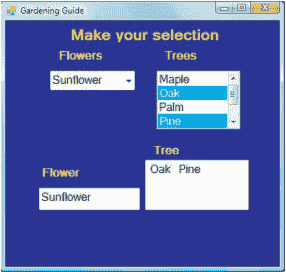 Gardening Guide
Make your selection
Flowers Trees
Sunflower
Maple
Oak
Palm
Pine
Tree
Oak Pine
Flower
Sunflower